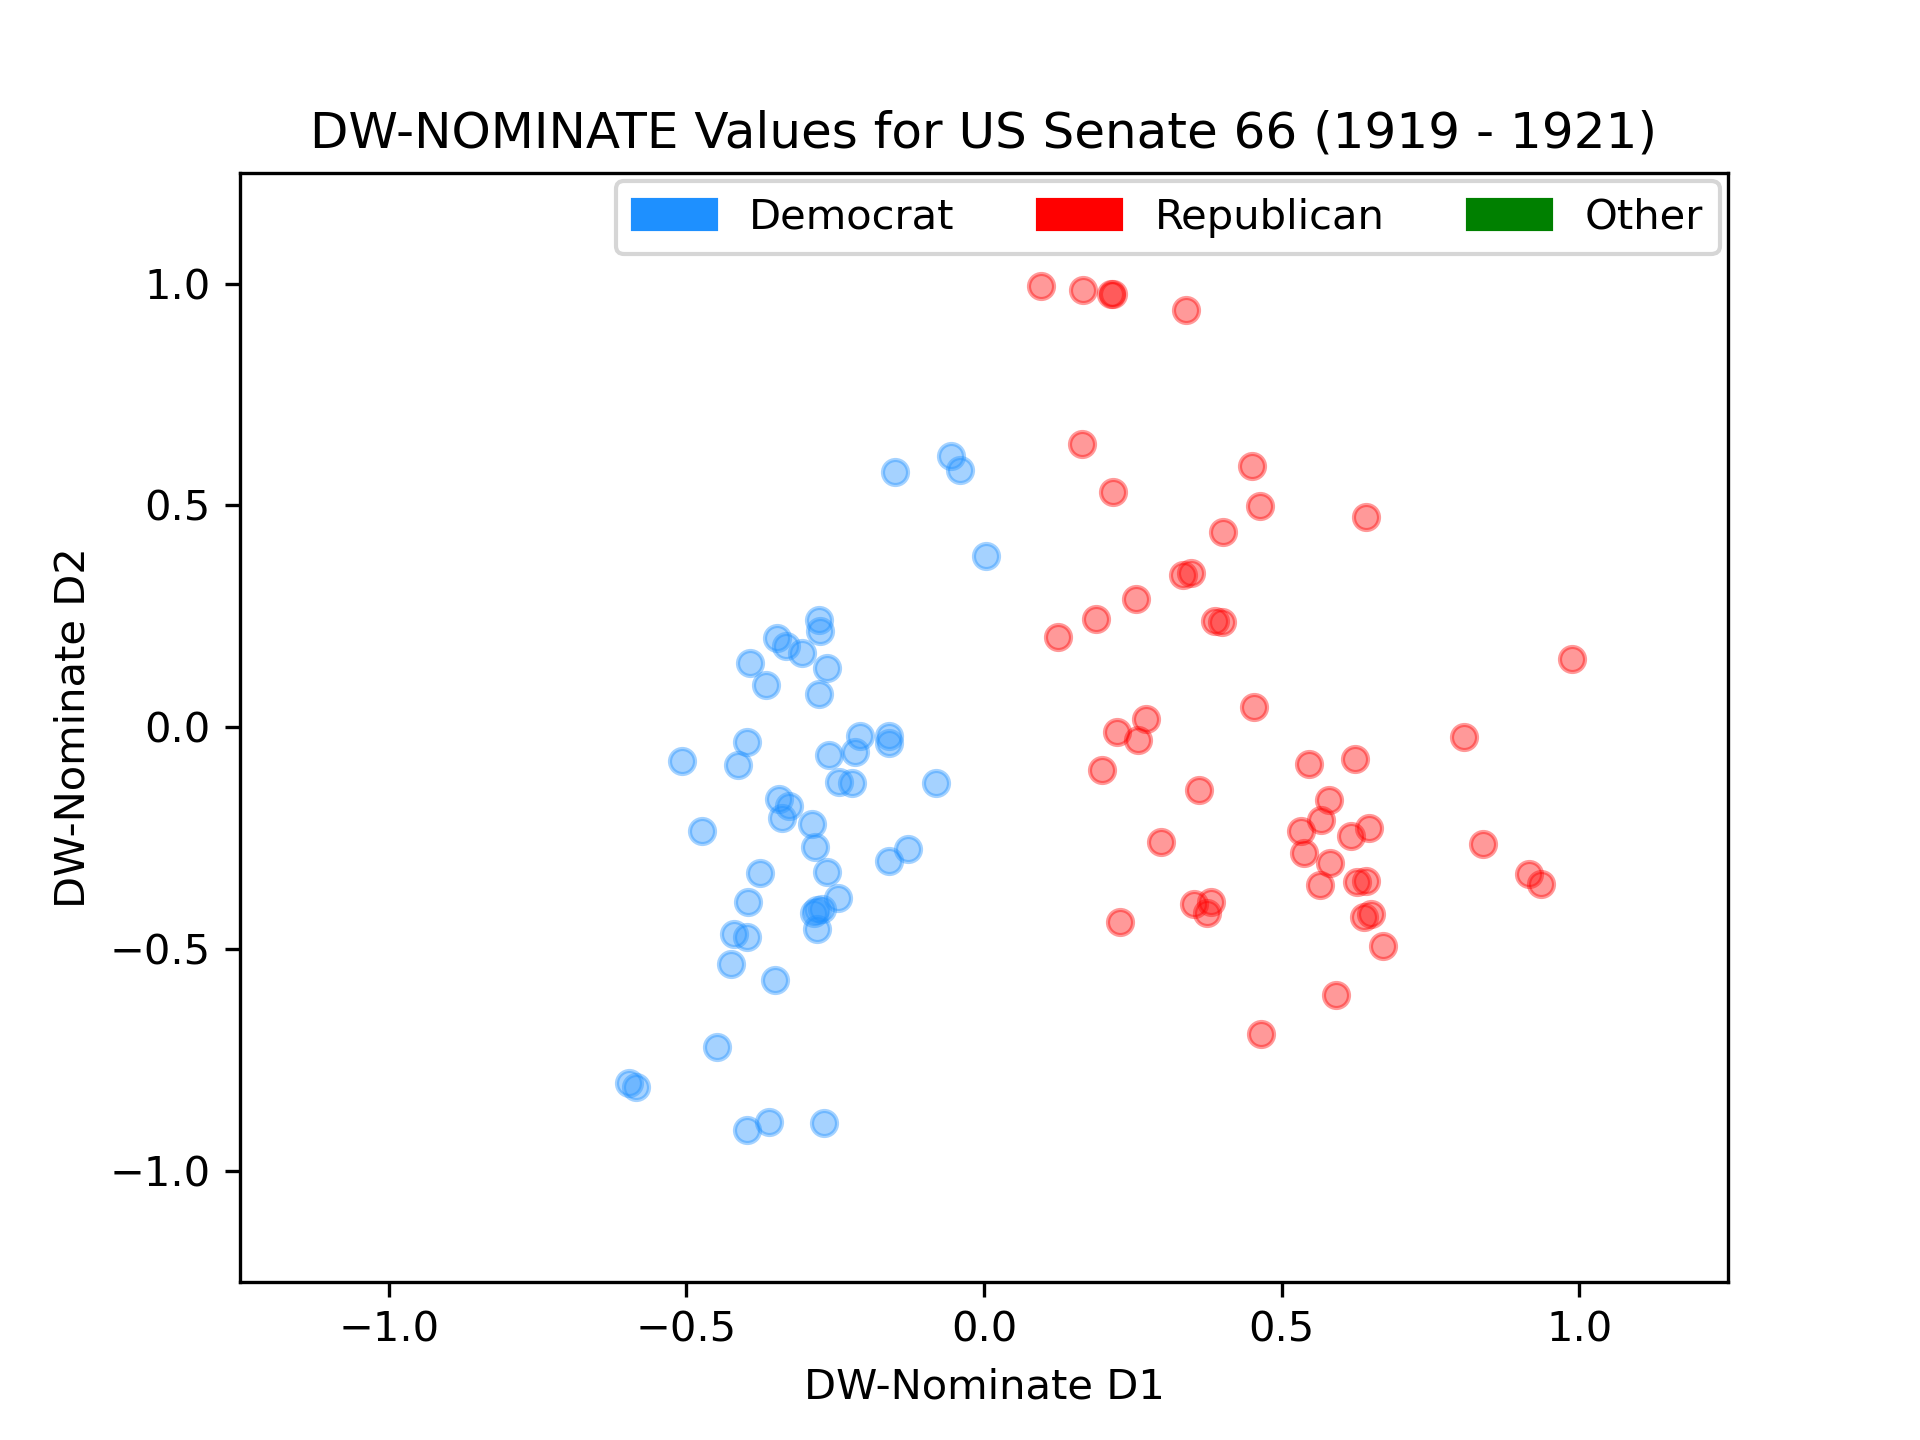 DW-NOMINATE Values for US Senate 66 (1919 - 1921)
Democrat Republican Other
1.0
0.5
0.0
−0.5
−1.0
DW-Nominate D2
−1.0 −0.5 0.0 0.5 1.0
DW-Nominate D1